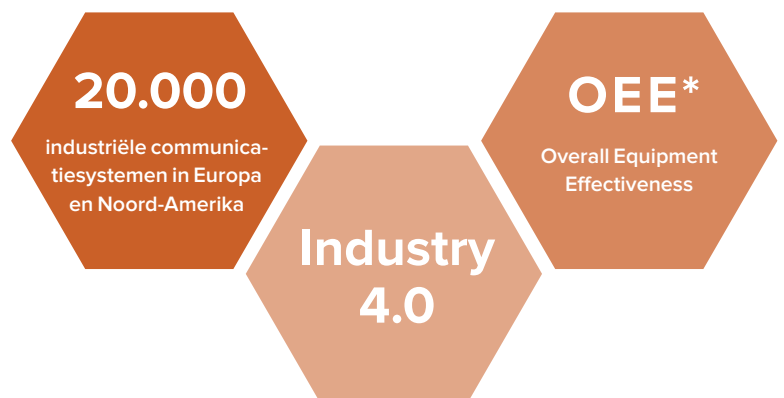 20.000
industriële communica-
tiesystemen in Europa
en Noord-Amerika
Industry
4.0
OEE*
Overall Equipment
Effectiveness